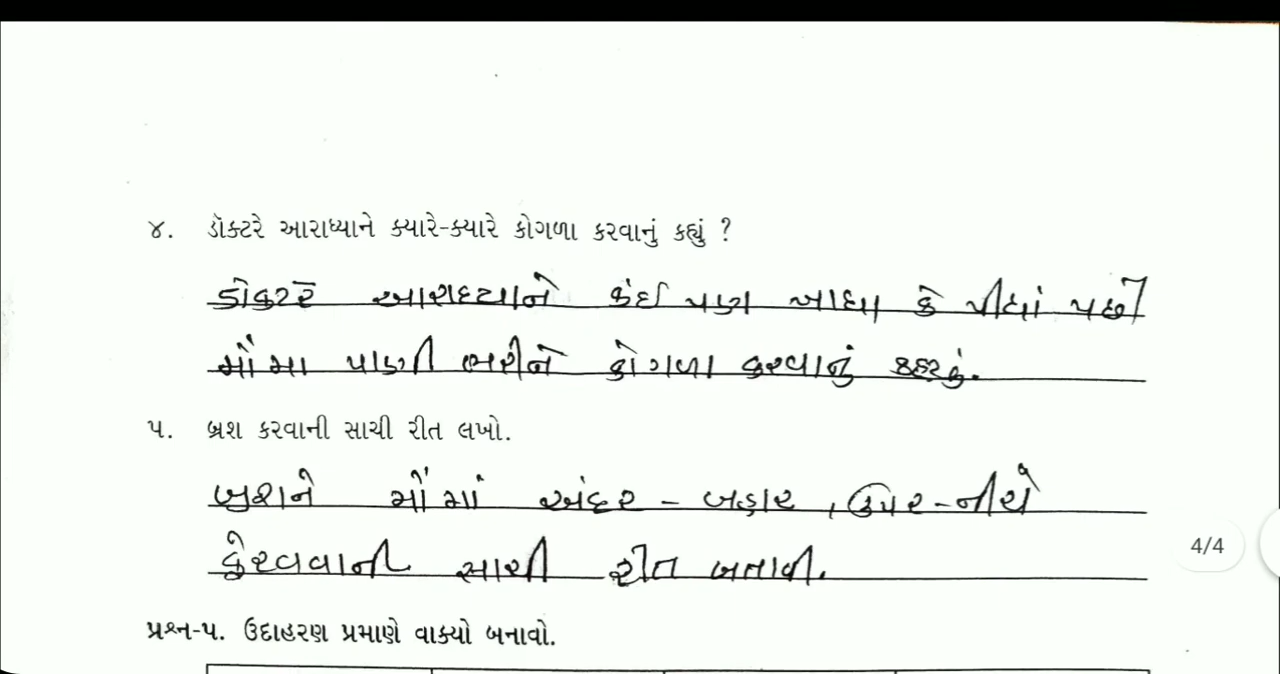 ૪. ડૉક્ટરે આરાધ્યાને ક્યારે-ક્યારે કોગળા કરવાનું કહ્યું ?
ડોકટરે આરાધ્યાને કંઈ પણ ખાધા કે પીધાં પછી
મોંમા પાણી ભરીને કોગળા કરવાનું કહ્યું.
૫. બ્રશ કરવાની સાચી રીત લખો.
બ્રુશને મોંમાં અંદર - બહાર , ઉપર - નીચે
ફેરવવાની સાચી રીત બતાવી.
પ્રશ્ન-૫. ઉદાહરણ પ્રમાણે વાક્યો બનાવો.
4/4